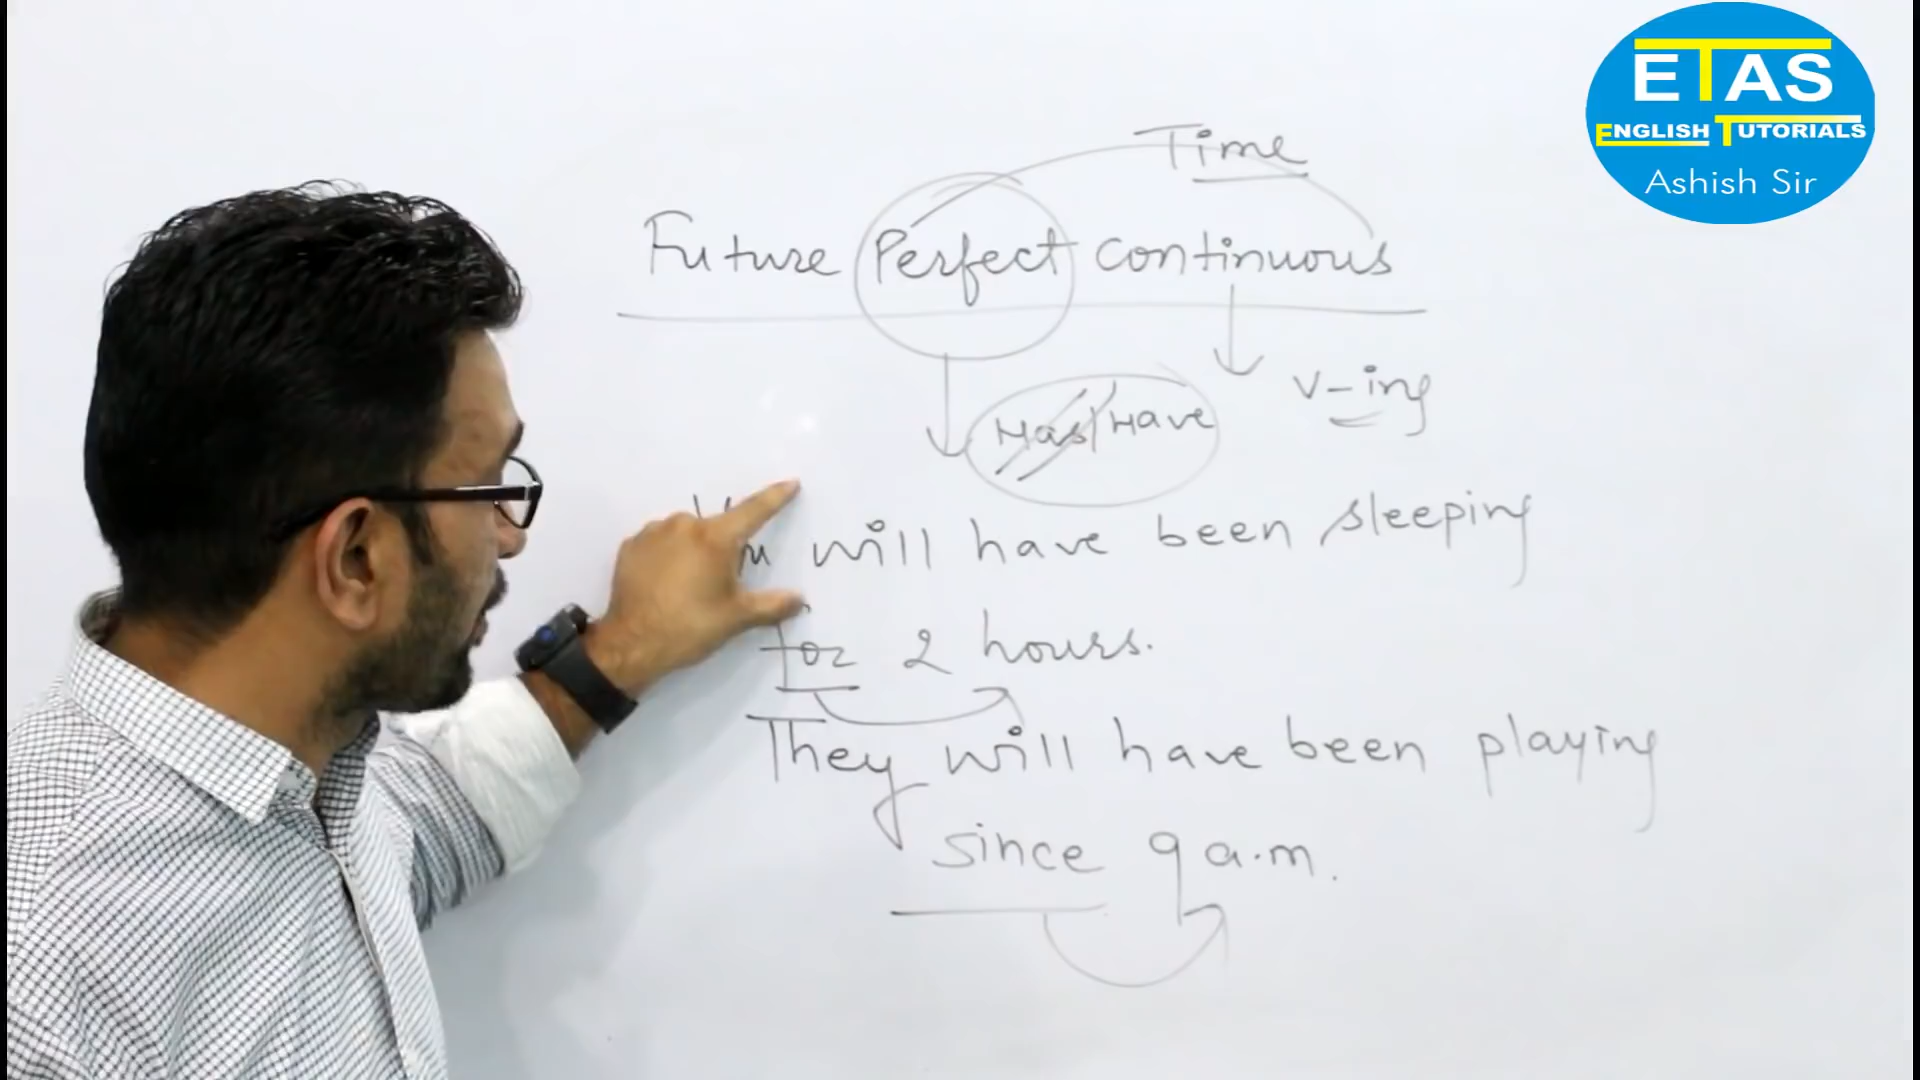 ETAS
ENGLISH TUTORIALS
Ashish Sir
Time
Future Perfect Continuous
V-ing
Has/Have
will have been sleeping
for 2 hours.
They will have been playing
since 9 a.m.